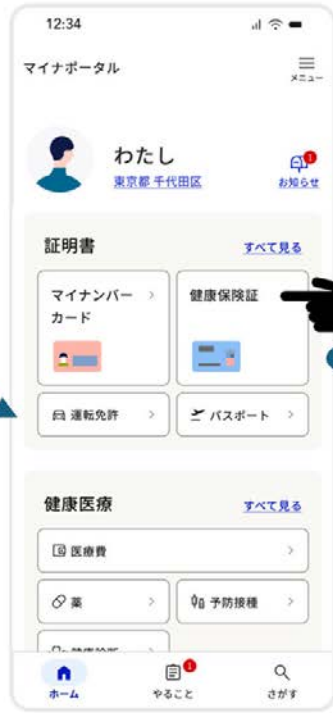 12:34
マイナポータル
メニュー
わたし
東京都 千代田区
1
お知らせ
証明書
すべて見る
マイナンバー
カード
健康保険証
運転免許
パスポート
健康医療
すべて見る
医療費
薬
予防接種
1
ホーム
やること
さがす